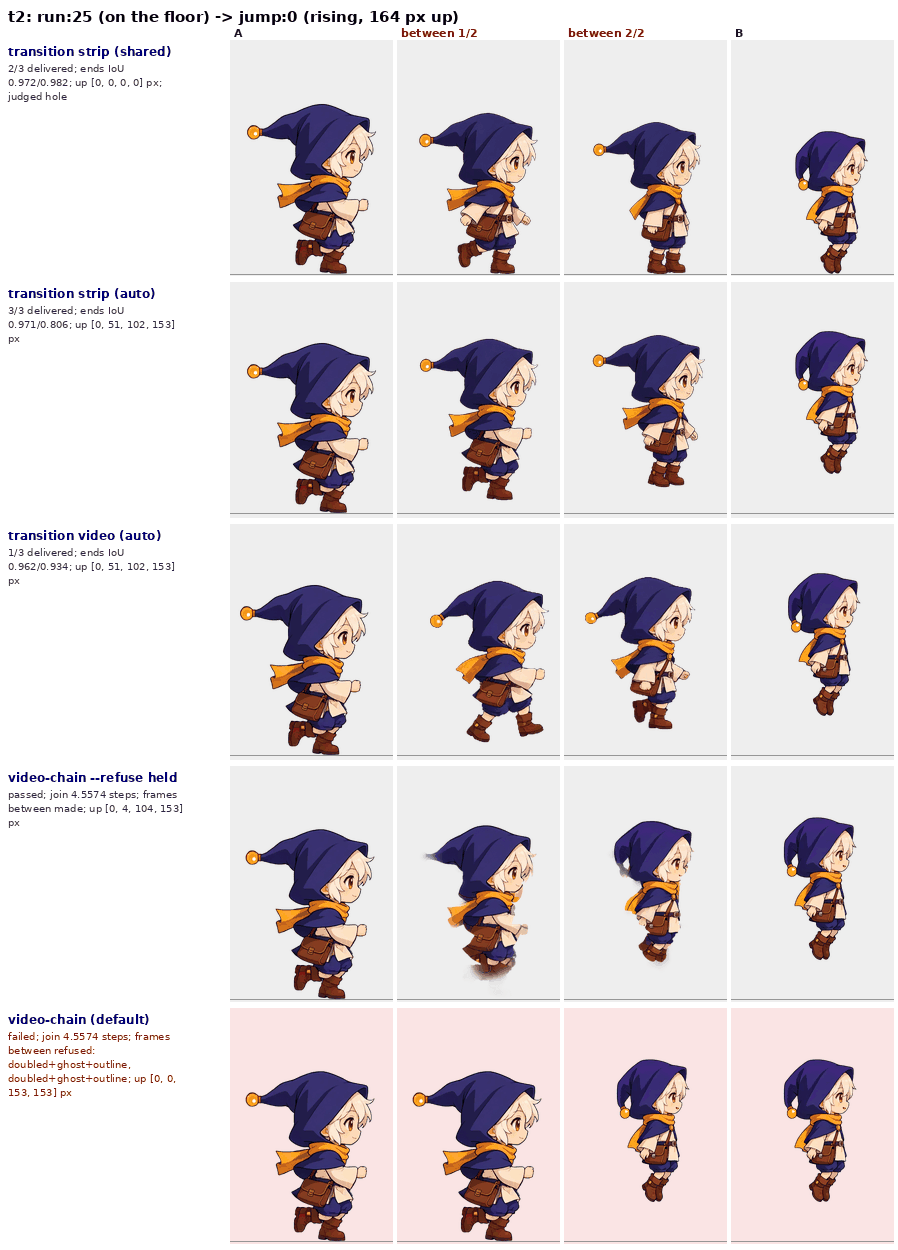 t2: run:25 (on the floor) -> jump:0 (rising, 164 px up)
A between 1/2 between 2/2 B
transition strip (shared)
2/3 delivered; ends IoU
0.972/0.982; up [0, 0, 0, 0] px;
judged hole
transition strip (auto)
3/3 delivered; ends IoU
0.971/0.806; up [0, 51, 102, 153]
px
transition video (auto)
1/3 delivered; ends IoU
0.962/0.934; up [0, 51, 102, 153]
px
video-chain --refuse held
passed; join 4.5574 steps; frames
between made; up [0, 4, 104, 153]
px
video-chain (default)
failed; join 4.5574 steps; frames
between refused:
doubled+ghost+outline,
doubled+ghost+outline; up [0, 0,
153, 153] px